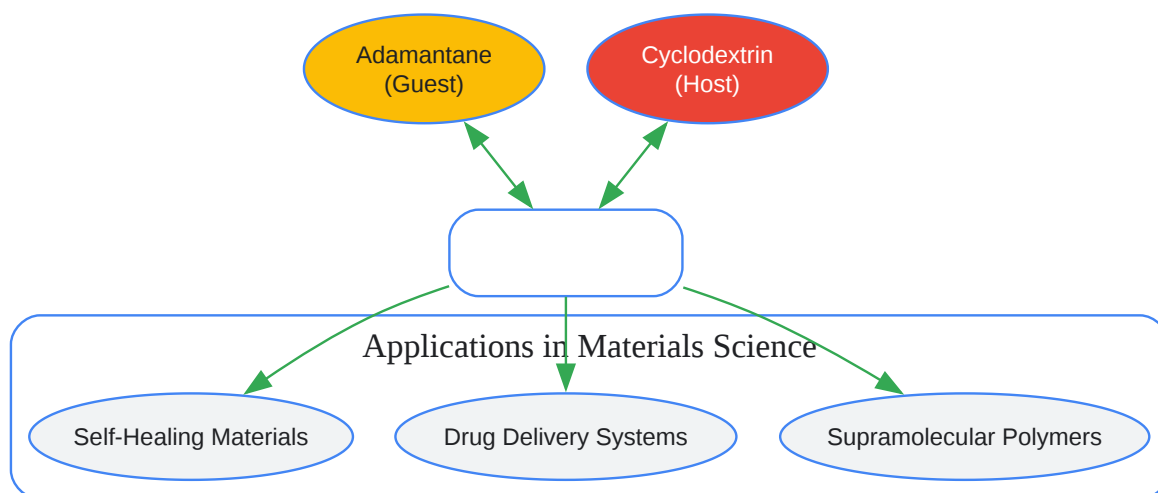 Adamantane
(Guest)
Cyclodextrin
(Host)
Applications in Materials Science
Self-Healing Materials
Drug Delivery Systems
Supramolecular Polymers